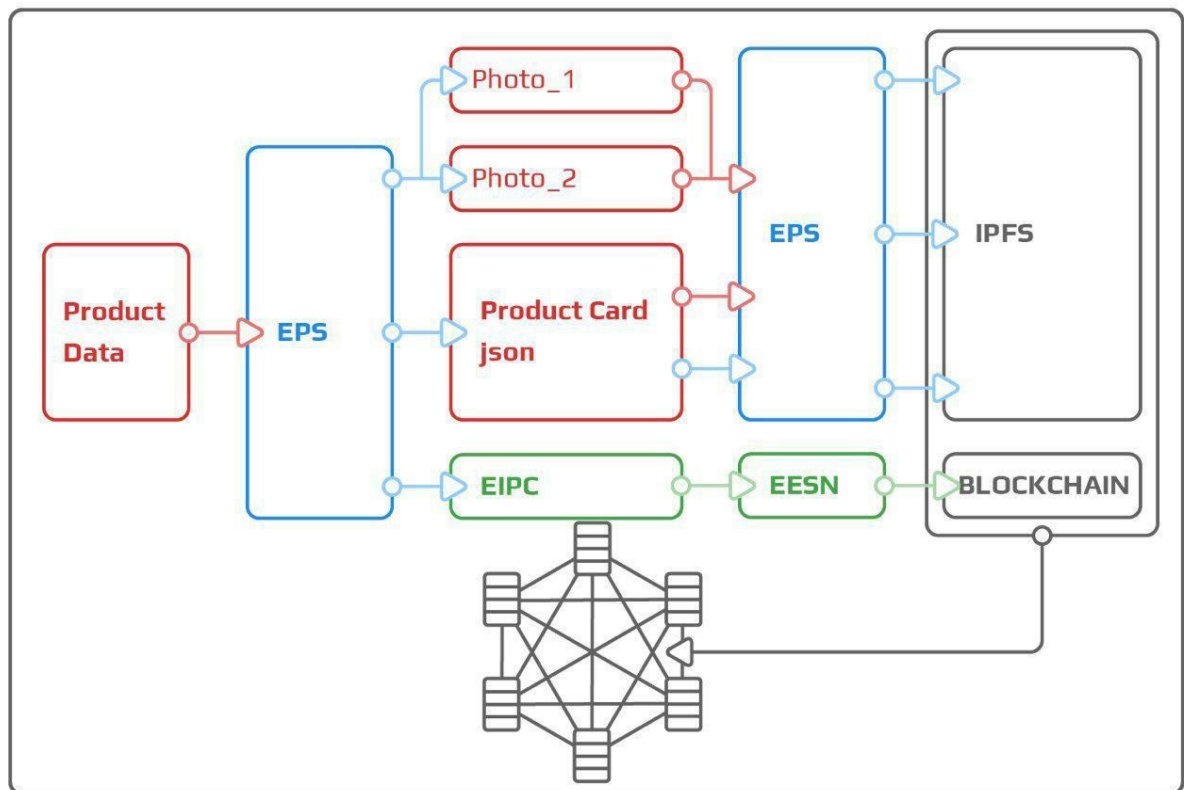 Photo_1
Photo_2
Product
Data
EPS
Product Card
json
EPS
IPFS
EIPC
EESN
BLOCKCHAIN